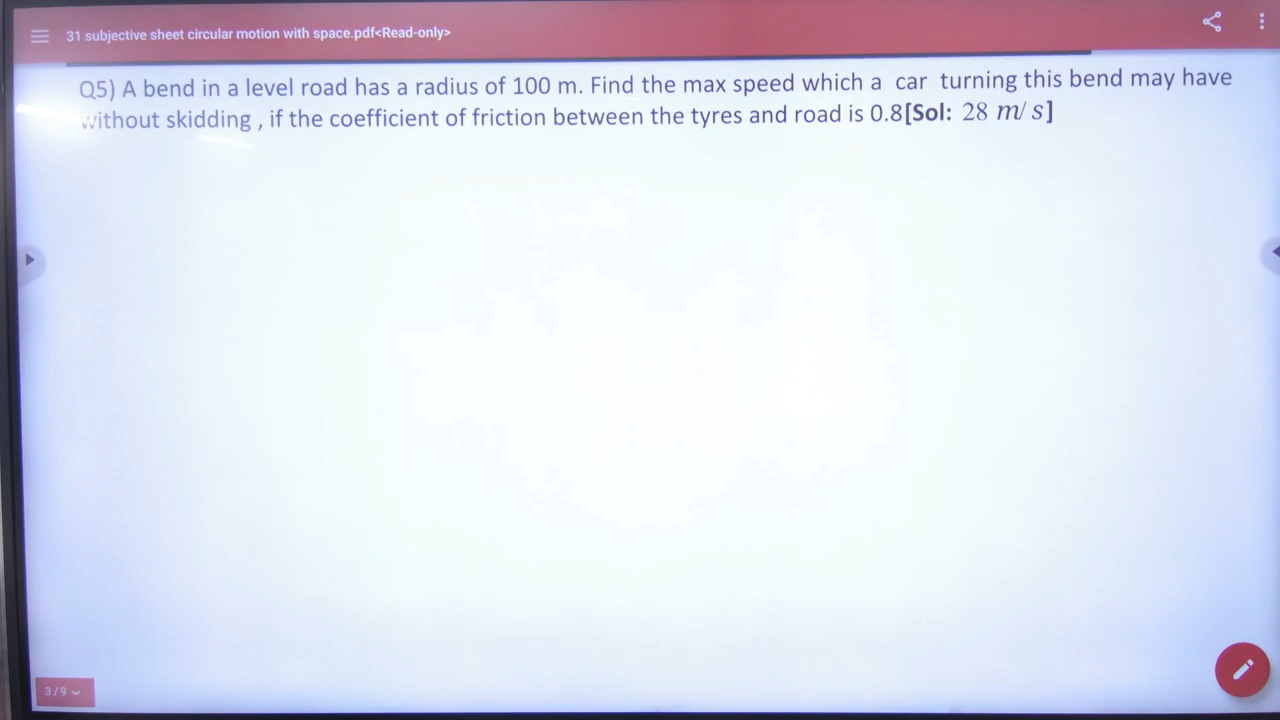 31 subjective sheet circular motion with space.pdf<Read-only>
Q5) A bend in a level road has a radius of 100 m. Find the max speed which a car turning this bend may have
without skidding , if the coefficient of friction between the tyres and road is 0.8[Sol: 28 m/ s]
3/9